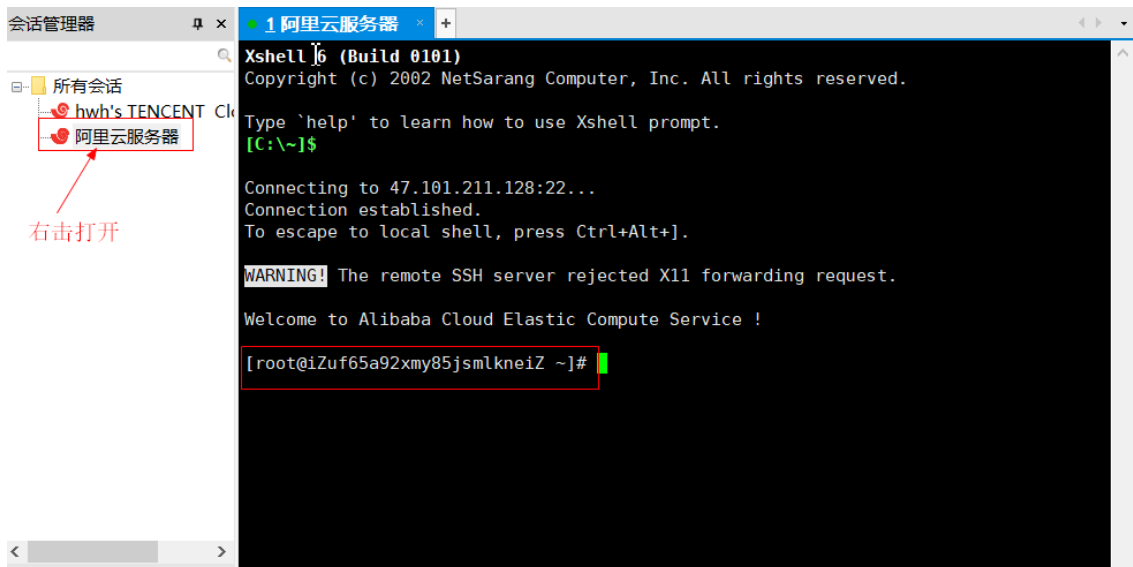 会话管理器
1 阿里云服务器
所有会话
hwh's TENCENT Clo
阿里云服务器
右击打开
Xshell 6 (Build 0101)
Copyright (c) 2002 NetSarang Computer, Inc. All rights reserved.
Type `help' to learn how to use Xshell prompt.
[C:\~]$
Connecting to 47.101.211.128:22...
Connection established.
To escape to local shell, press Ctrl+Alt+].
WARNING! The remote SSH server rejected X11 forwarding request.
Welcome to Alibaba Cloud Elastic Compute Service !
[root@iZuf65a92xmy85jsmlkneiZ ~]#